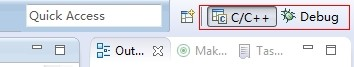 Quick Access C/C++ Debug
Out... Mak... Tas...